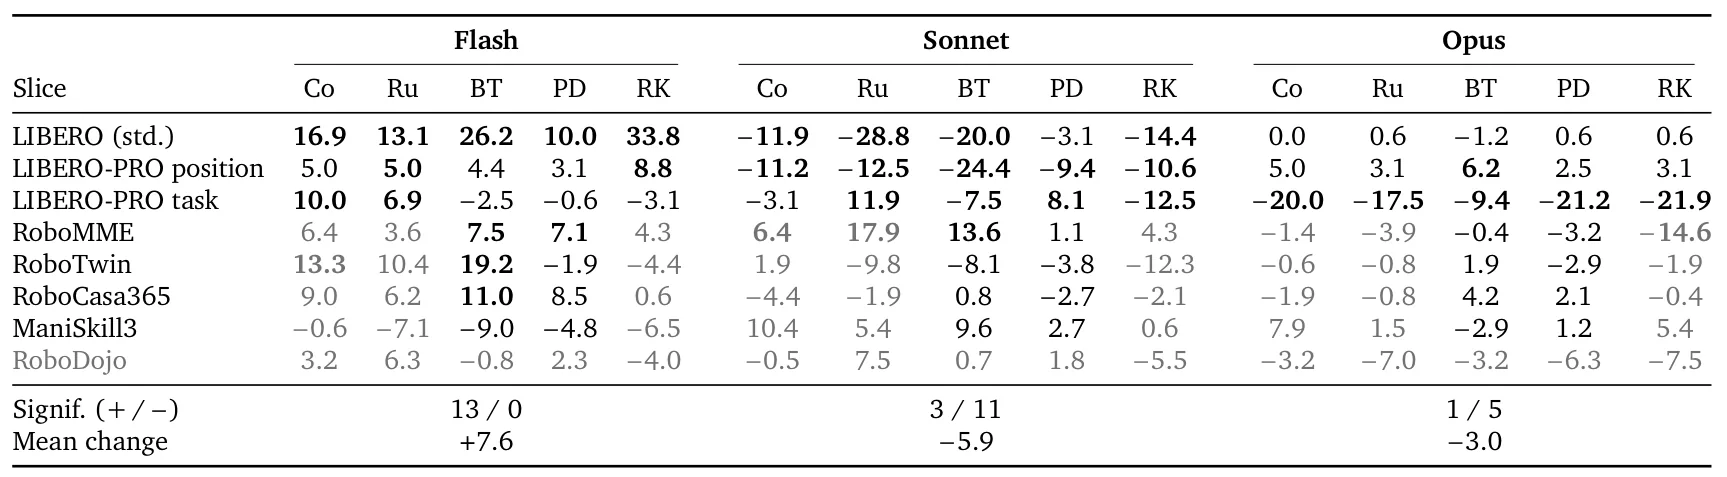 Flash Sonnet Opus
Slice Co Ru BT PD RK Co Ru BT PD RK Co Ru BT PD RK
LIBERO (std.) 16.9 13.1 26.2 10.0 33.8 −11.9 −28.8 −20.0 −3.1 −14.4 0.0 0.6 −1.2 0.6 0.6
LIBERO-PRO position 5.0 5.0 4.4 3.1 8.8 −11.2 −12.5 −24.4 −9.4 −10.6 5.0 3.1 6.2 2.5 3.1
LIBERO-PRO task 10.0 6.9 −2.5 −0.6 −3.1 −3.1 11.9 −7.5 8.1 −12.5 −20.0 −17.5 −9.4 −21.2 −21.9
RoboMME 6.4 3.6 7.5 7.1 4.3 6.4 17.9 13.6 1.1 4.3 −1.4 −3.9 −0.4 −3.2 −14.6
RoboTwin 13.3 10.4 19.2 −1.9 −4.4 1.9 −9.8 −8.1 −3.8 −12.3 −0.6 −0.8 1.9 −2.9 −1.9
RoboCasa365 9.0 6.2 11.0 8.5 0.6 −4.4 −1.9 0.8 −2.7 −2.1 −1.9 −0.8 4.2 2.1 −0.4
ManiSkill3 −0.6 −7.1 −9.0 −4.8 −6.5 10.4 5.4 9.6 2.7 0.6 7.9 1.5 −2.9 1.2 5.4
RoboDojo 3.2 6.3 −0.8 2.3 −4.0 −0.5 7.5 0.7 1.8 −5.5 −3.2 −7.0 −3.2 −6.3 −7.5
Signif. (+ / −) 13 / 0 3 / 11 1 / 5
Mean change +7.6 −5.9 −3.0